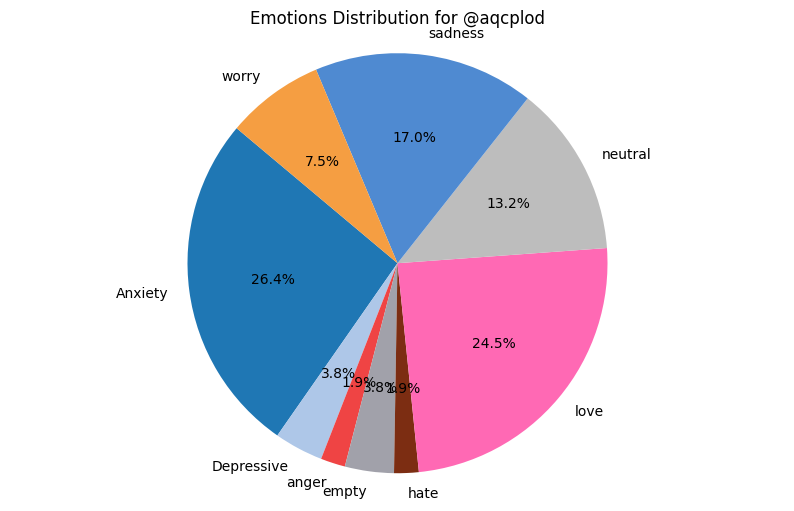 Emotions Distribution for @aqcplod
sadness
worry
17.0%
7.5%
neutral
13.2%
Anxiety
26.4%
24.5%
love
3.8%
1.9%
3.8%
1.9%
Depressive
anger
empty
hate